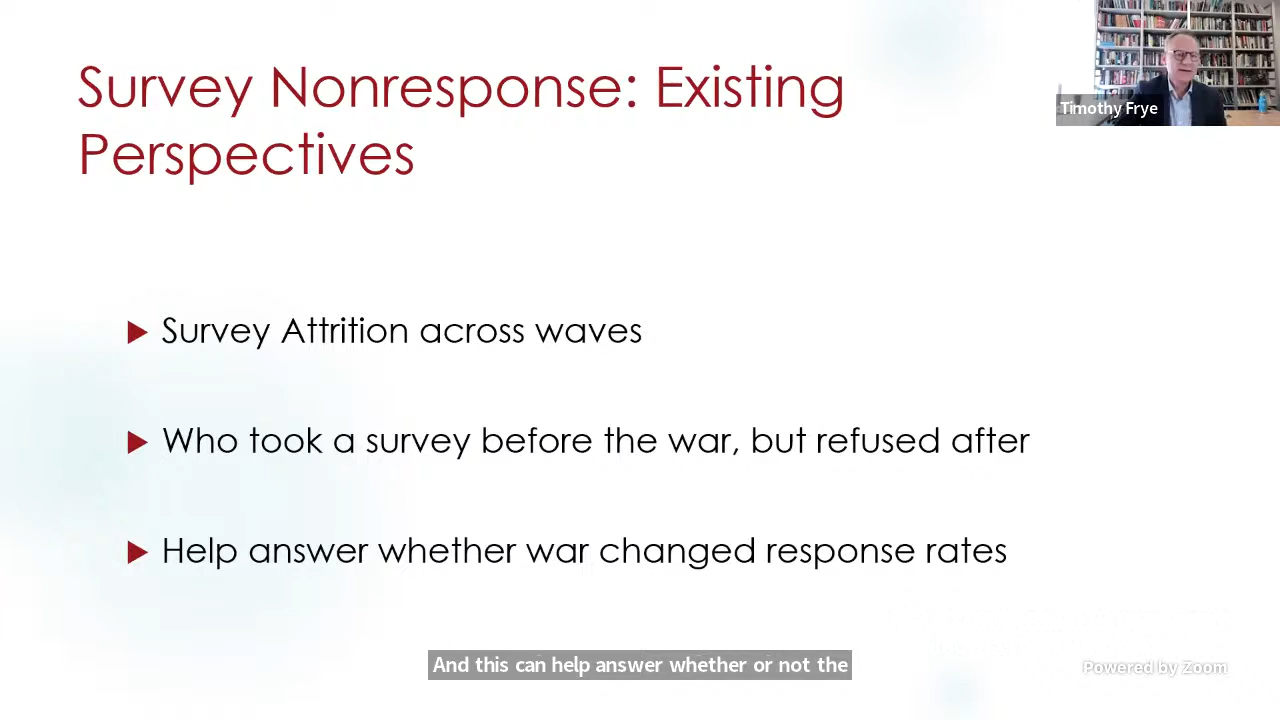 Survey Nonresponse: Existing
Perspectives
Timothy Frye
Survey Attrition across waves
Who took a survey before the war, but refused after
Help answer whether war changed response rates
And this can help answer whether or not the
Powered by Zoom